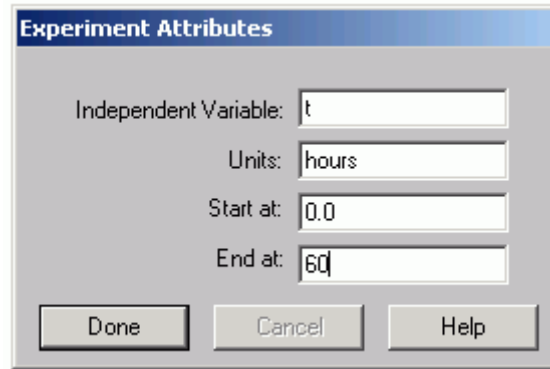 Experiment Attributes
Independent Variable: t
Units: hours
Start at: 0.0
End at: 60
Done Cancel Help